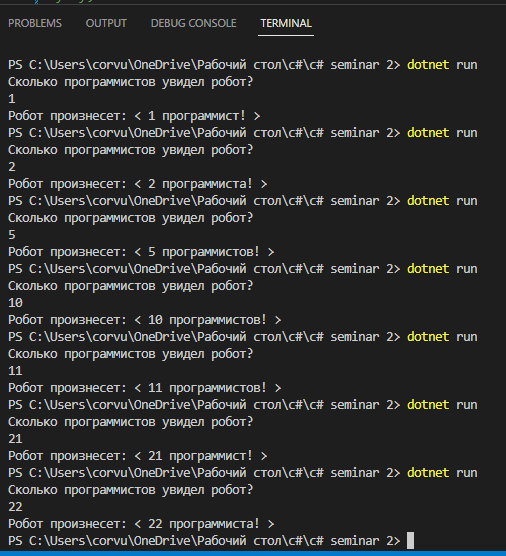 PROBLEMS OUTPUT DEBUG CONSOLE TERMINAL
PS C:\Users\corvu\OneDrive\Рабочий стол\c#\c# seminar 2> dotnet run
Сколько программистов увидел робот?
1
Робот произнесет: < 1 программист! >
PS C:\Users\corvu\OneDrive\Рабочий стол\c#\c# seminar 2> dotnet run
Сколько программистов увидел робот?
2
Робот произнесет: < 2 программиста! >
PS C:\Users\corvu\OneDrive\Рабочий стол\c#\c# seminar 2> dotnet run
Сколько программистов увидел робот?
5
Робот произнесет: < 5 программистов! >
PS C:\Users\corvu\OneDrive\Рабочий стол\c#\c# seminar 2> dotnet run
Сколько программистов увидел робот?
10
Робот произнесет: < 10 программистов! >
PS C:\Users\corvu\OneDrive\Рабочий стол\c#\c# seminar 2> dotnet run
Сколько программистов увидел робот?
11
Робот произнесет: < 11 программистов! >
PS C:\Users\corvu\OneDrive\Рабочий стол\c#\c# seminar 2> dotnet run
Сколько программистов увидел робот?
21
Робот произнесет: < 21 программист! >
PS C:\Users\corvu\OneDrive\Рабочий стол\c#\c# seminar 2> dotnet run
Сколько программистов увидел робот?
22
Робот произнесет: < 22 программиста! >
PS C:\Users\corvu\OneDrive\Рабочий стол\c#\c# seminar 2>